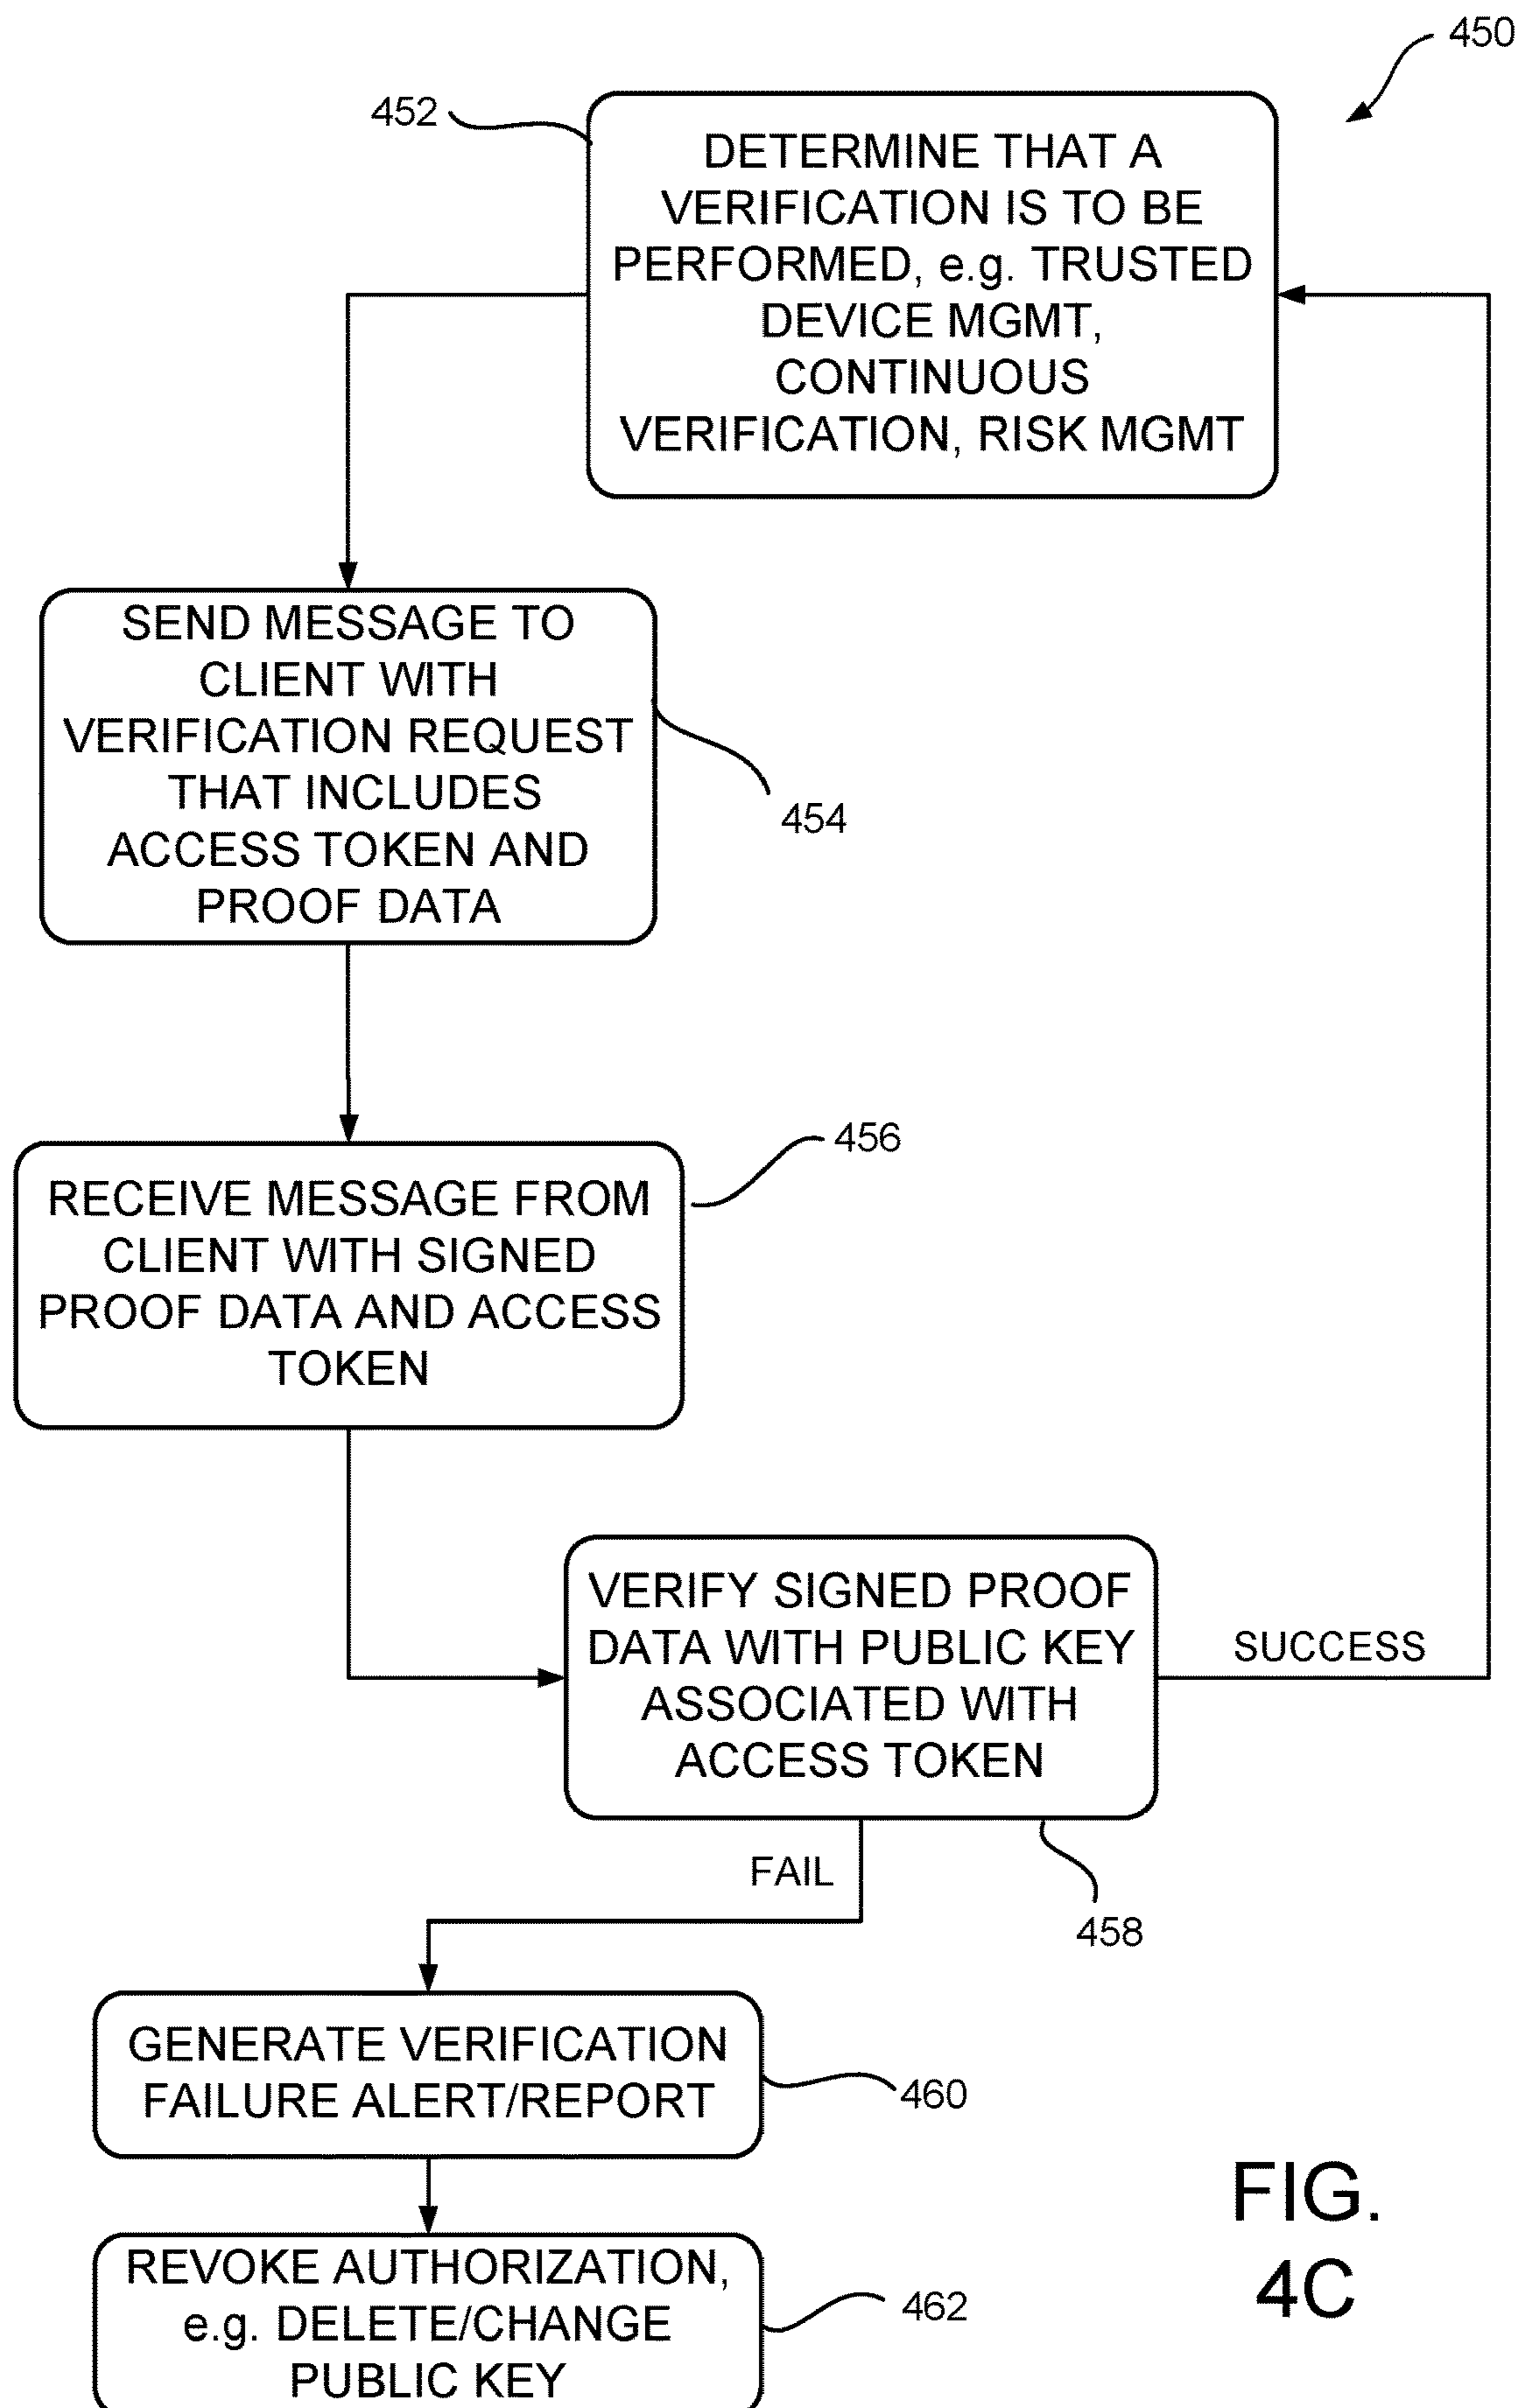 450
452
DETERMINE THAT A
VERIFICATION IS TO BE
PERFORMED, e.g. TRUSTED
DEVICE MGMT,
CONTINUOUS
VERIFICATION, RISK MGMT
SEND MESSAGE TO
CLIENT WITH
VERIFICATION REQUEST
THAT INCLUDES
ACCESS TOKEN AND
PROOF DATA
454
456
RECEIVE MESSAGE FROM
CLIENT WITH SIGNED
PROOF DATA AND ACCESS
TOKEN
VERIFY SIGNED PROOF
DATA WITH PUBLIC KEY
ASSOCIATED WITH
ACCESS TOKEN
SUCCESS
FAIL
458
GENERATE VERIFICATION
FAILURE ALERT/REPORT
460
REVOKE AUTHORIZATION,
e.g. DELETE/CHANGE
PUBLIC KEY
462
FIG.
4C